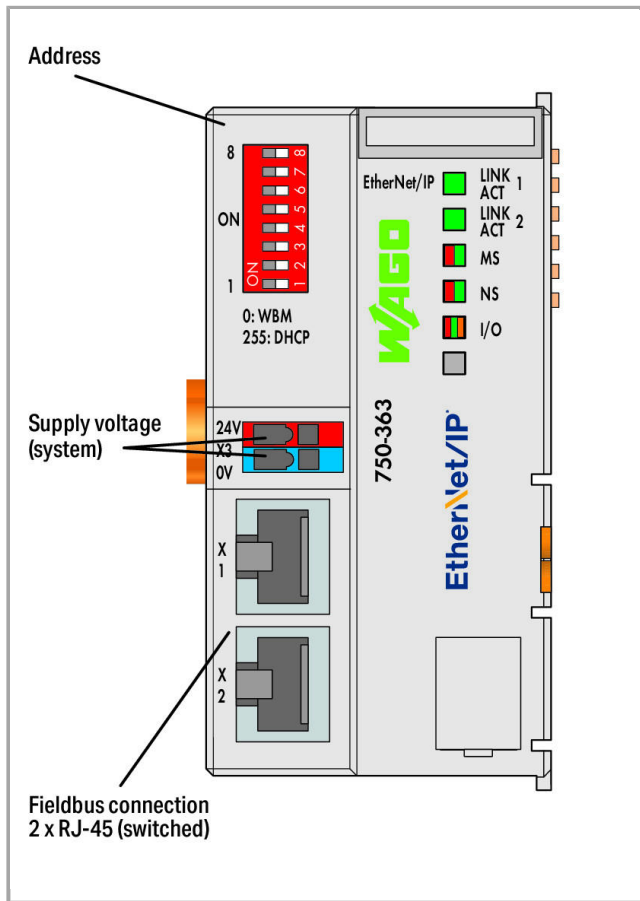 Address
8
ON
1
ON
8
7
6
5
4
3
2
1
0: WBM
255: DHCP
EtherNet/IP
LINK
ACT 1
LINK
ACT 2
MS
NS
I/O
WAGO
750-363
EtherNet/IP
Supply voltage
(system)
24V
X3
0V
X
1
X
2
Fieldbus connection
2 x RJ-45 (switched)